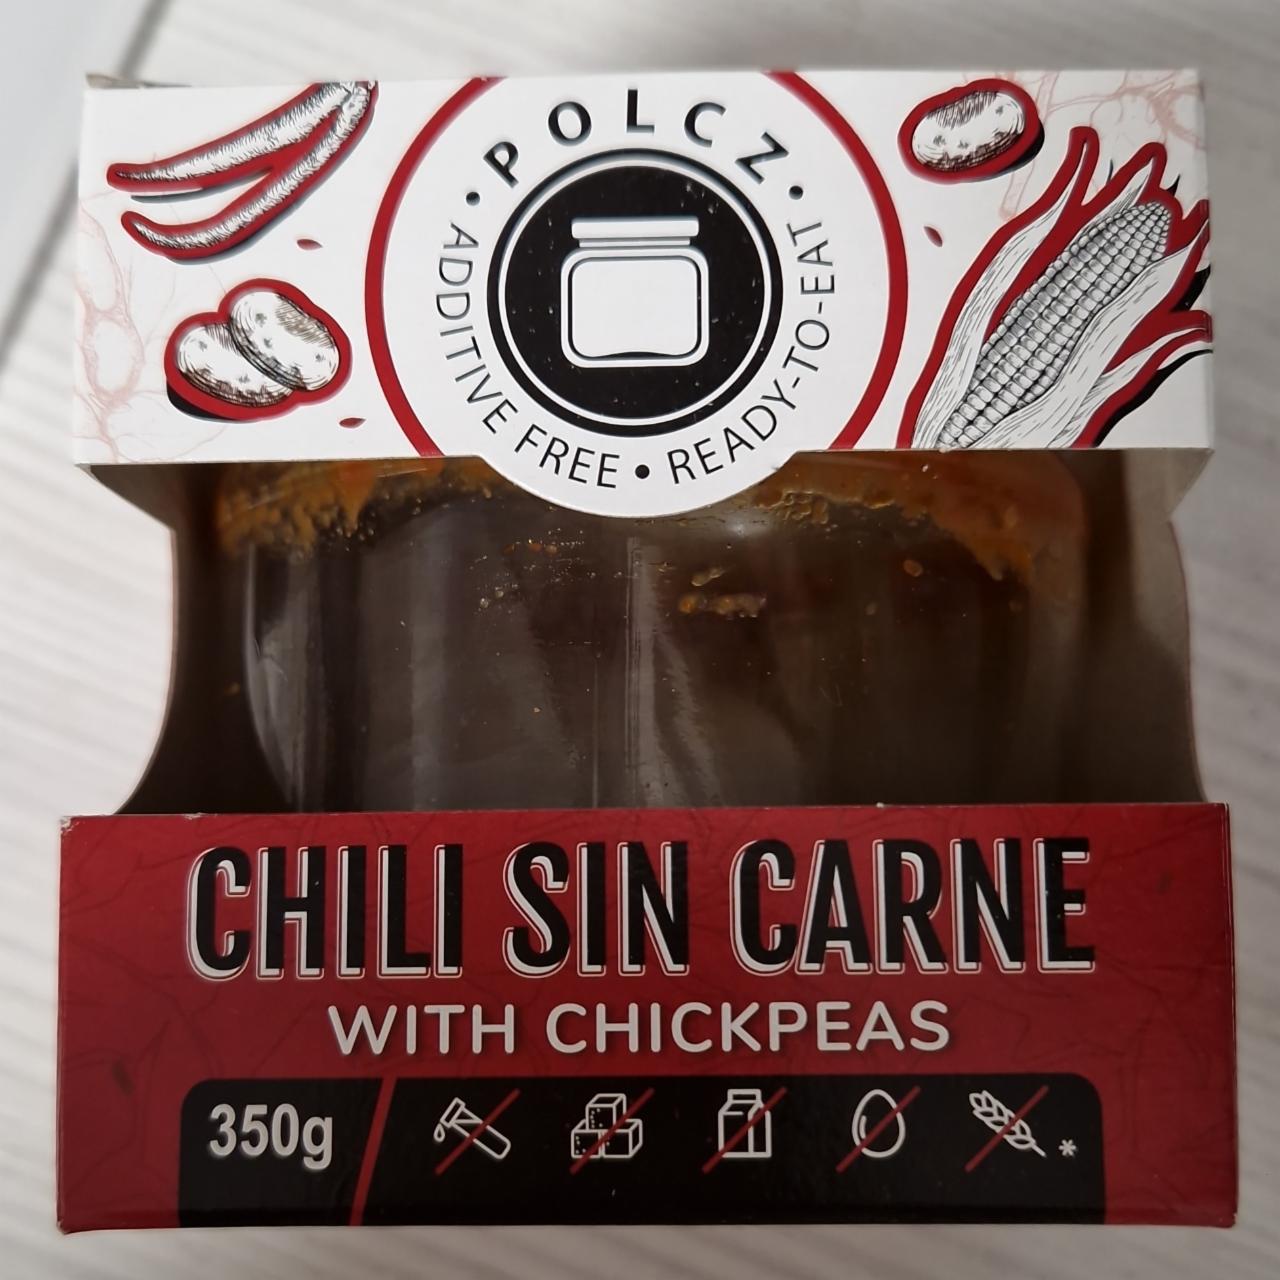 POLCZ
• ADDITIVE FREE • READY-TO-EAT •
CHILI SIN CARNE
WITH CHICKPEAS
350g
*